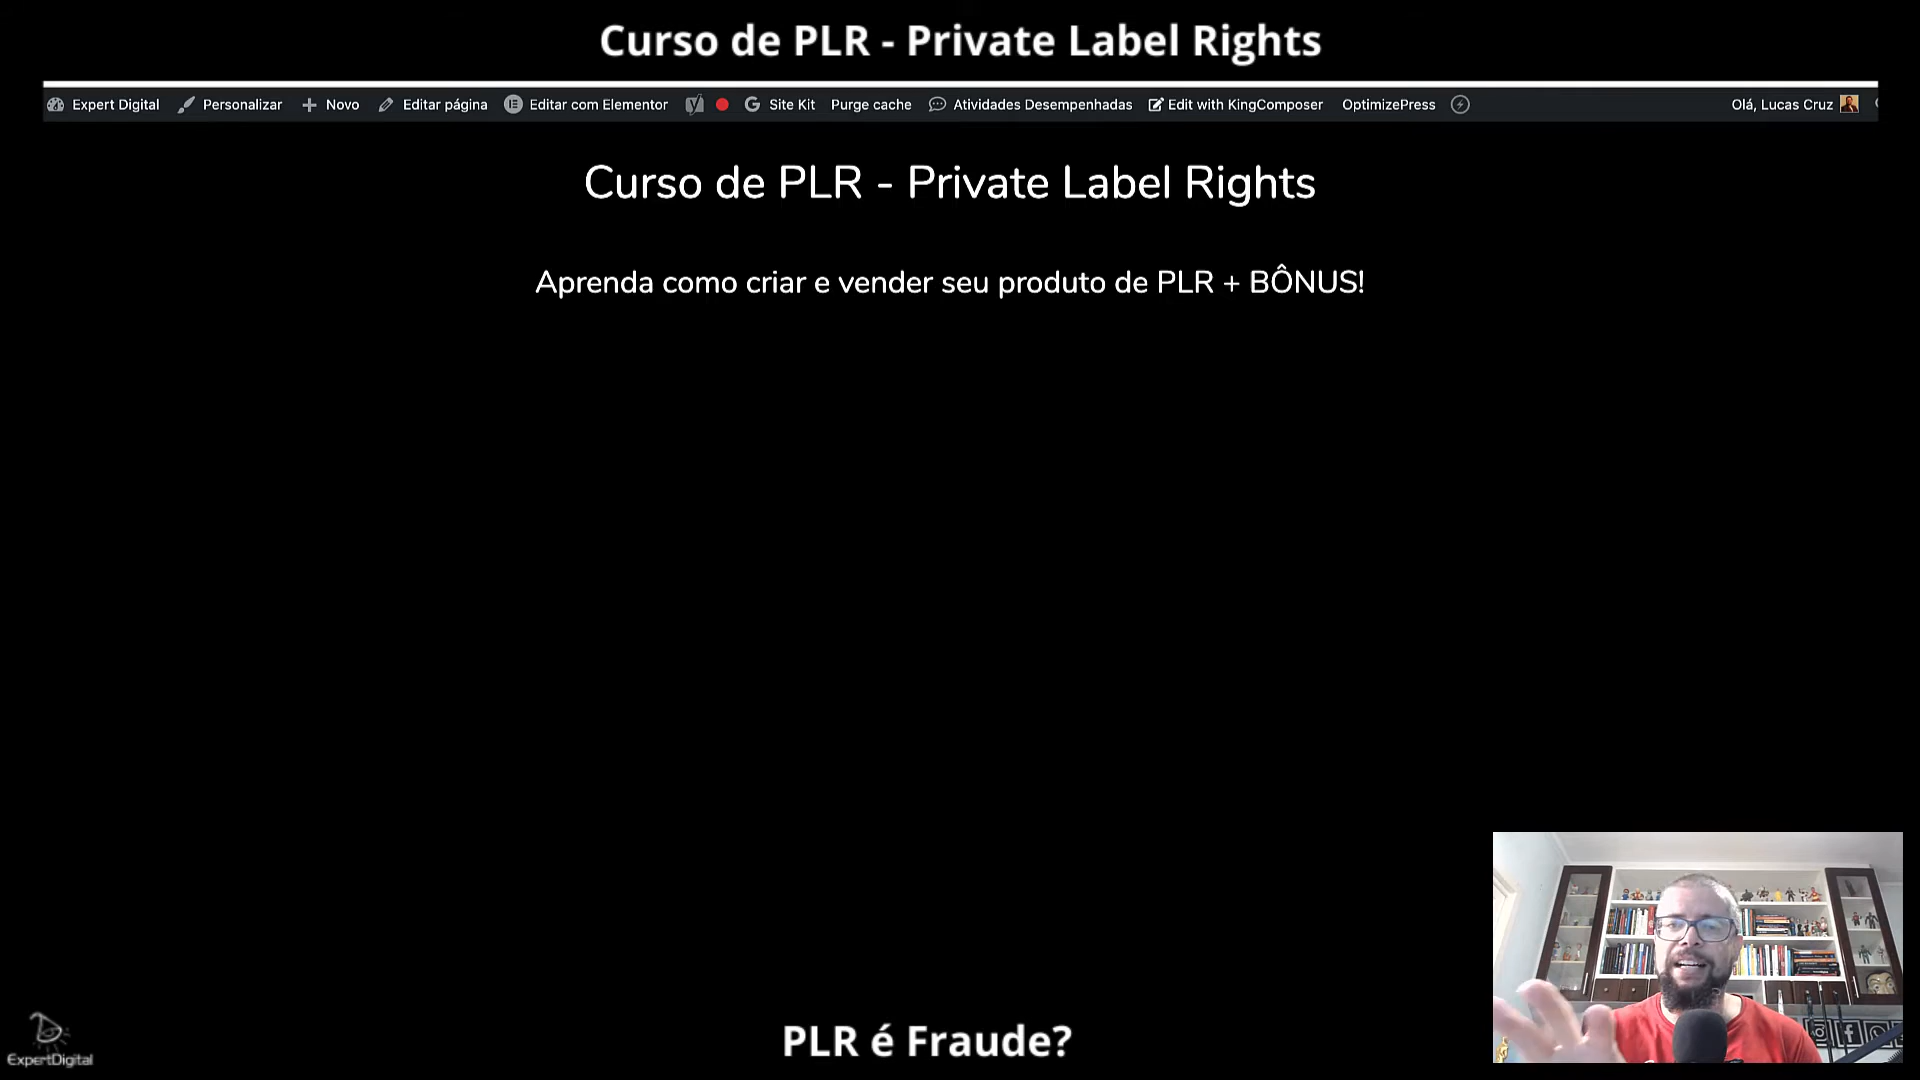 Curso de PLR - Private Label Rights
Expert Digital Personalizar Novo Editar página Editar com Elementor Site Kit Purge cache Atividades Desempenhadas Edit with KingComposer OptimizePress Olá, Lucas Cruz
Curso de PLR - Private Label Rights
Aprenda como criar e vender seu produto de PLR + BÔNUS!
PLR é Fraude?
ExpertDigital